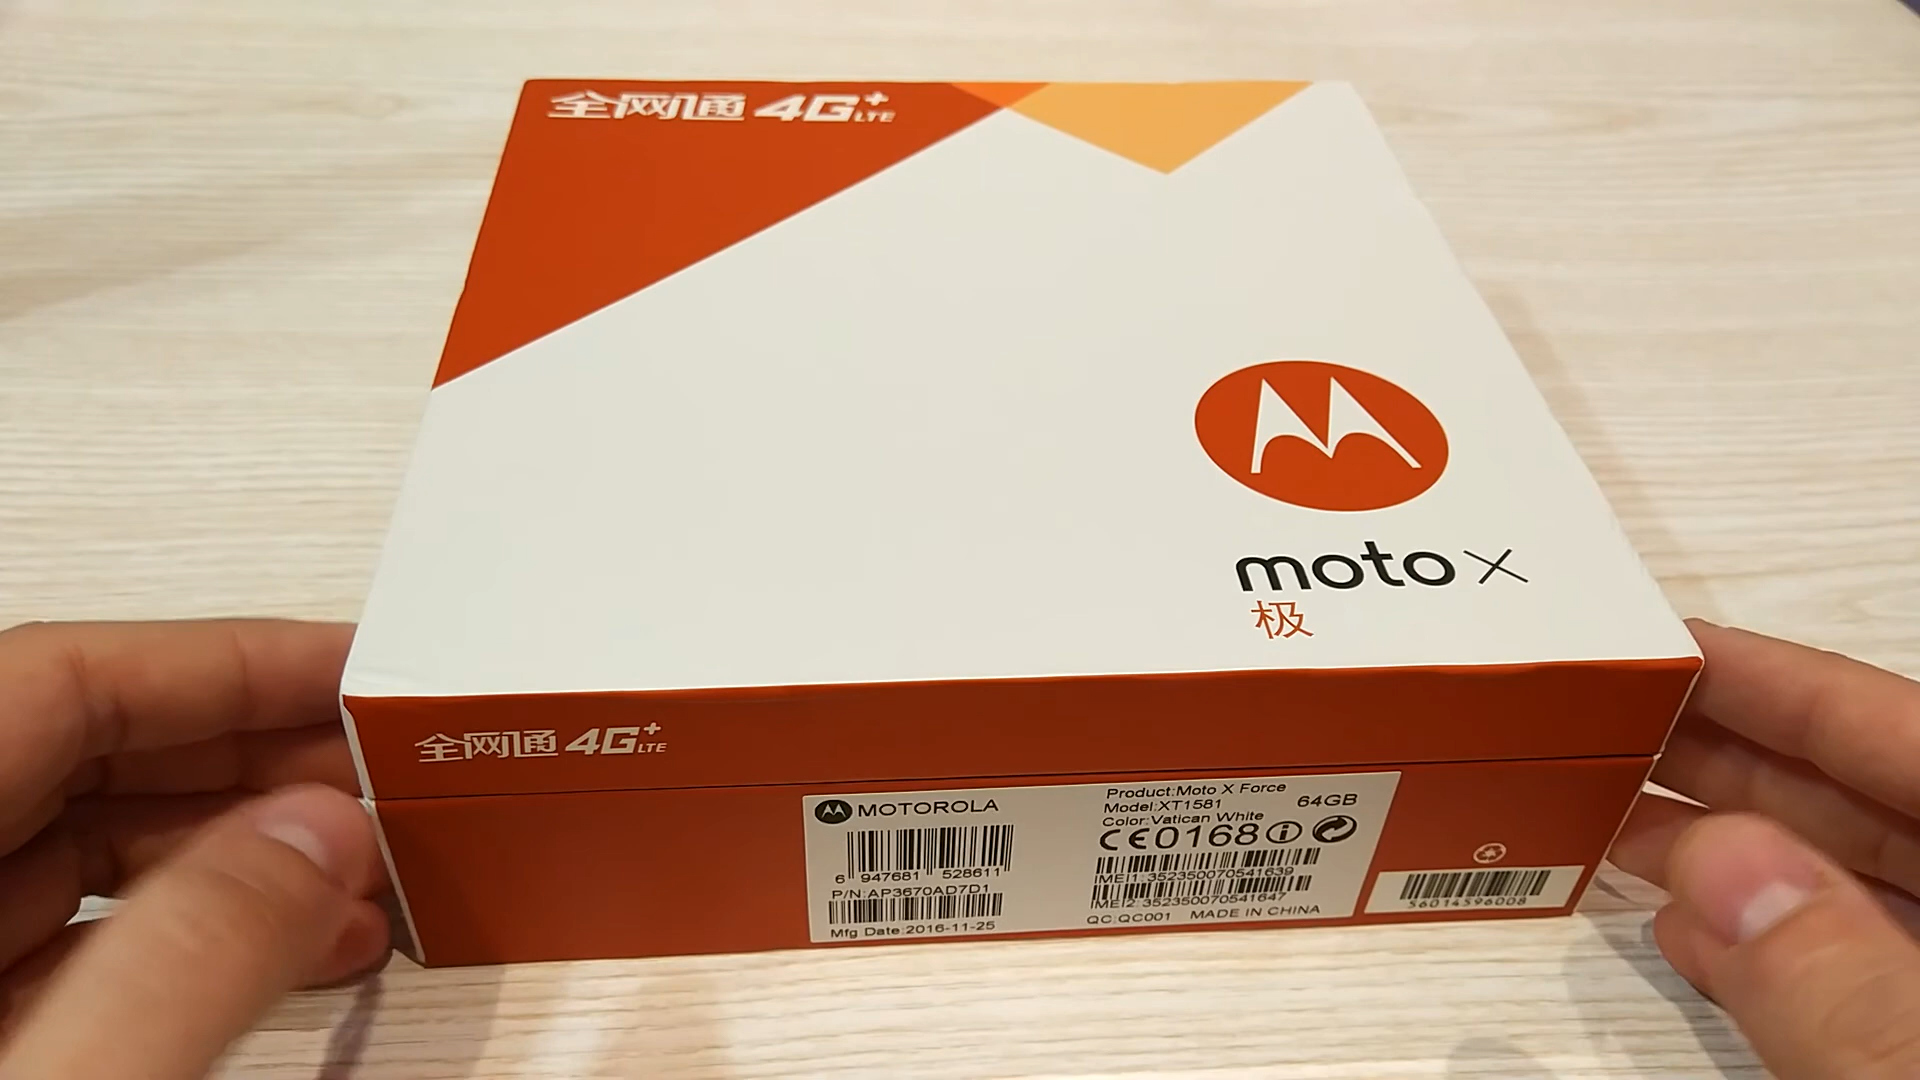 全网通 4G+ LTE
moto x
极
全网通 4G+ LTE
MOTOROLA
6 947681 528611
P/N:AP3670AD7D1
Mfg Date:2016-11-25
Product:Moto X Force
Model:XT1581
64GB
Color:Vatican White
CE0168
IMEI1:352350070541639
IMEI2:352350070541647
QC:QC001 MADE IN CHINA
56014596008